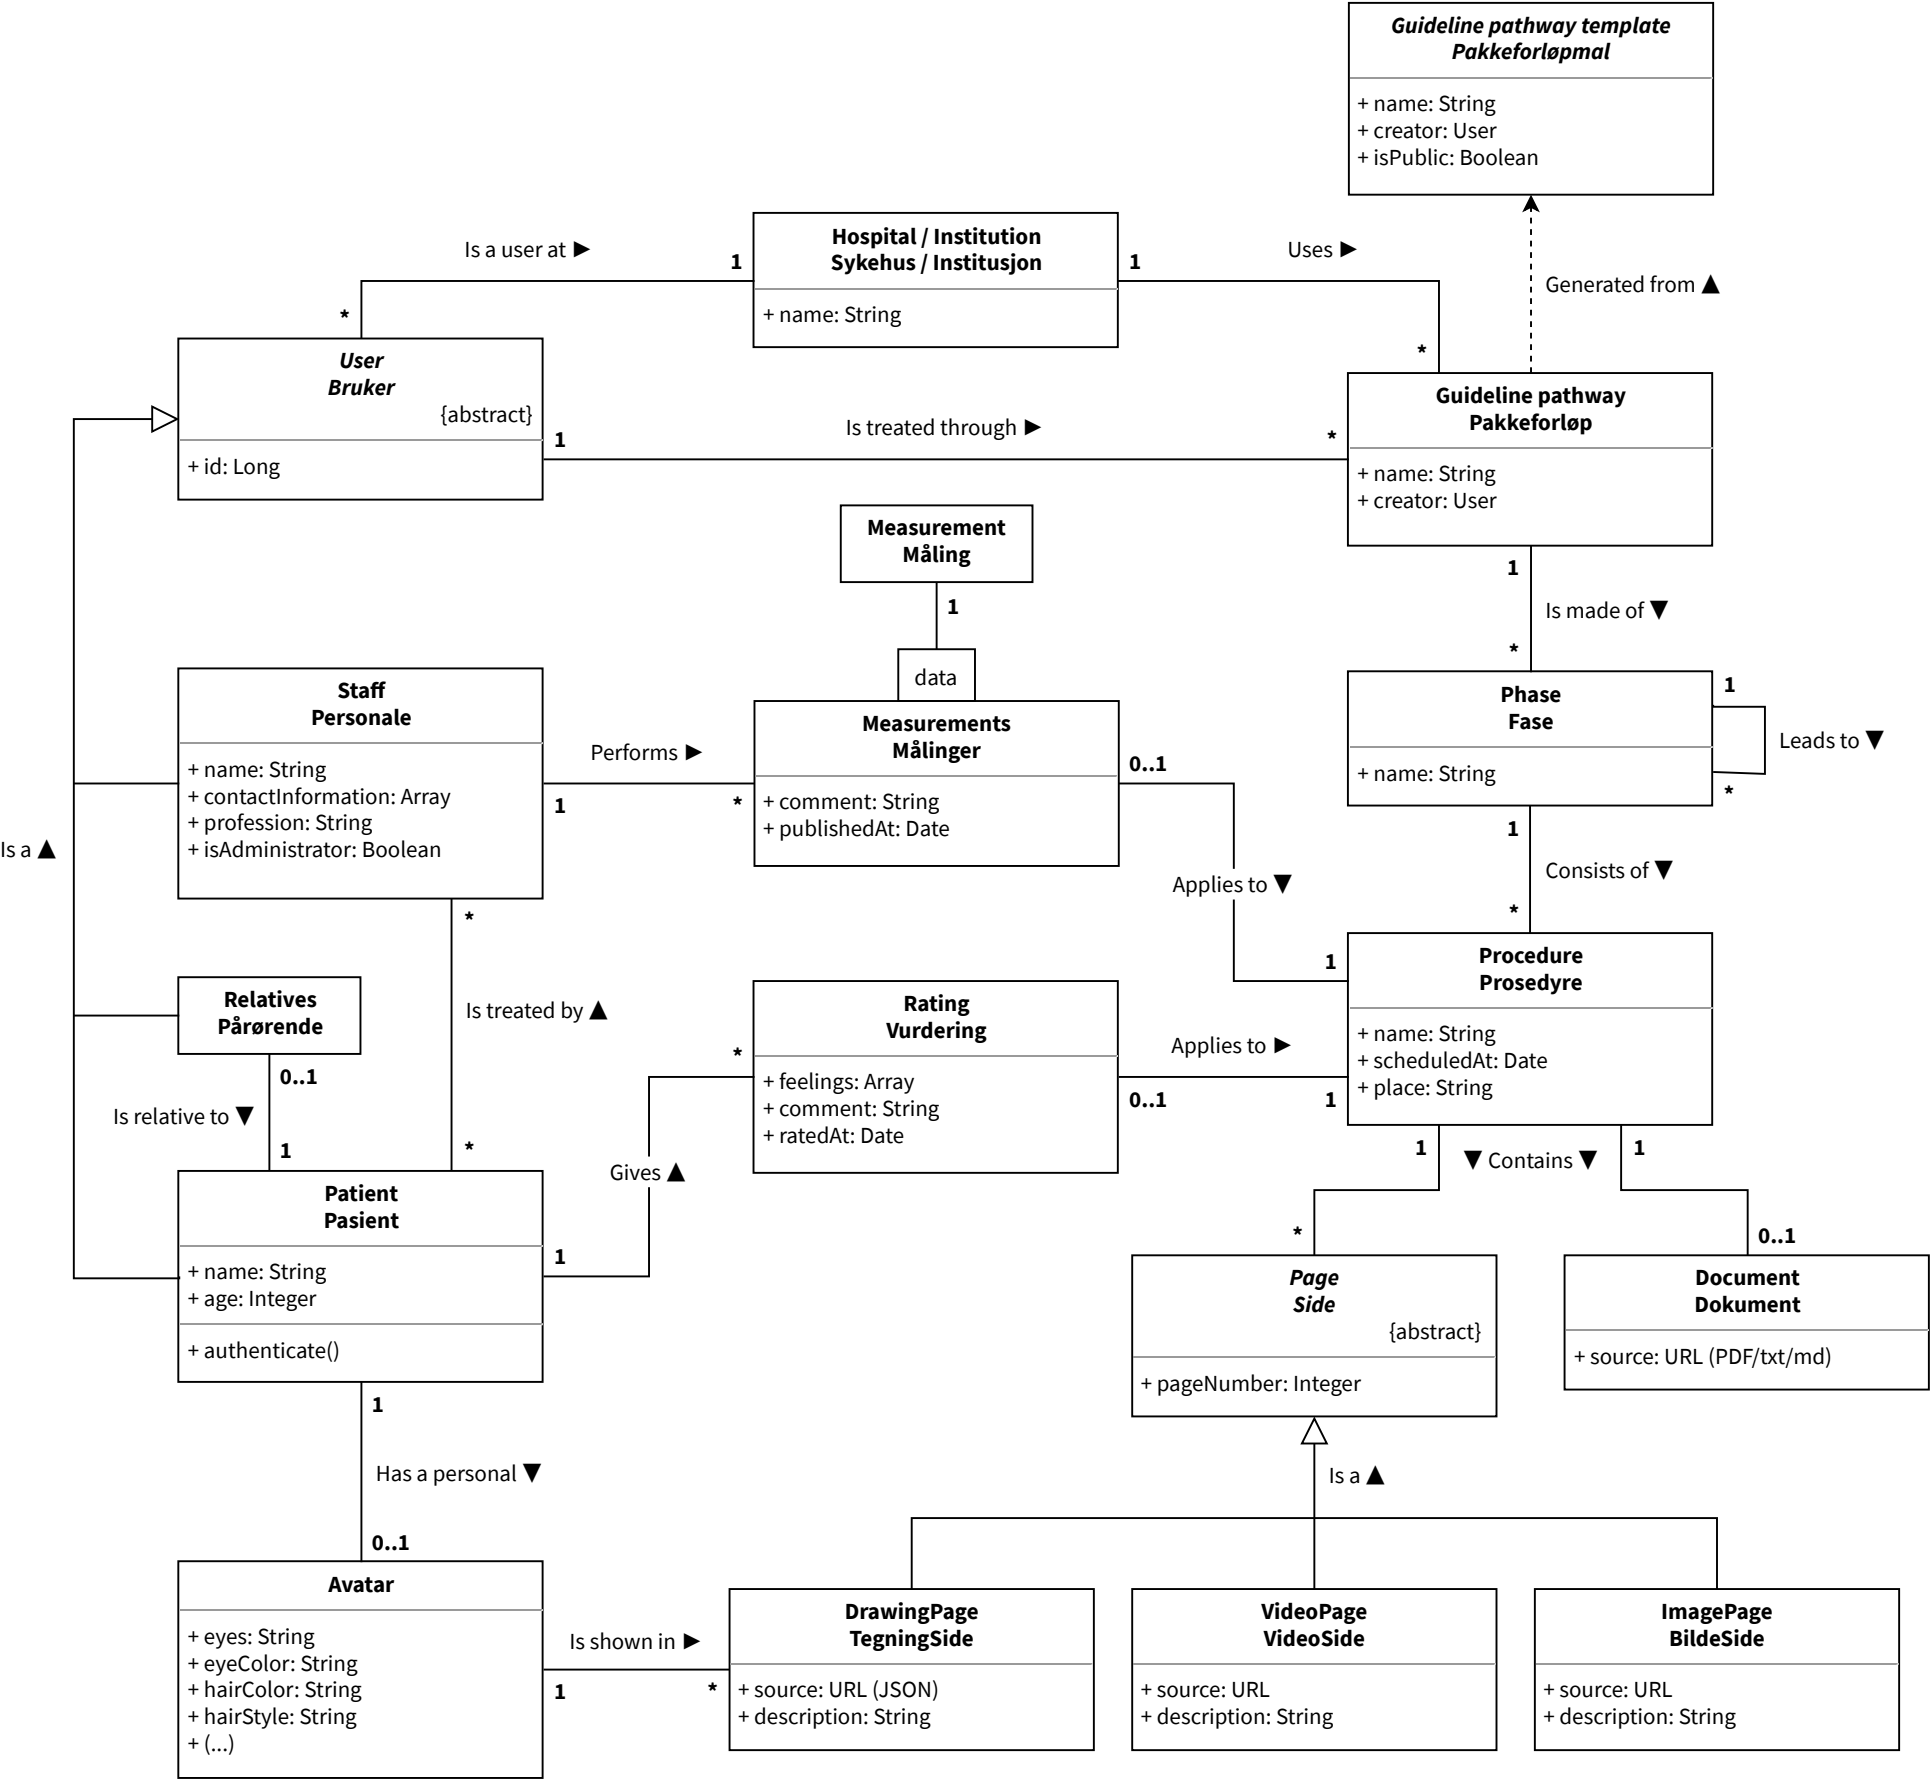 Guideline pathway template
Pakkeforløpmal
+ name: String
+ creator: User
+ isPublic: Boolean
Generated from ▲
Hospital / Institution
Sykehus / Institusjon
+ name: String
Is a user at ►
1
*
1
Uses ►
*
User
Bruker
{abstract}
+ id: Long
1
Is treated through ►
*
Guideline pathway
Pakkeforløp
+ name: String
+ creator: User
1
Is made of ▼
*
Measurement
Måling
1
data
Measurements
Målinger
+ comment: String
+ publishedAt: Date
Staff
Personale
+ name: String
+ contactInformation: Array
+ profession: String
+ isAdministrator: Boolean
Performs ►
1
*
0..1
Applies to ▼
1
Phase
Fase
+ name: String
1
Leads to ▼
*
1
Consists of ▼
*
Is a ▲
*
Is treated by ▲
*
Relatives
Pårørende
0..1
Is relative to ▼
1
Rating
Vurdering
+ feelings: Array
+ comment: String
+ ratedAt: Date
*
Gives ▲
1
Applies to ►
0..1
1
Procedure
Prosedyre
+ name: String
+ scheduledAt: Date
+ place: String
1
▼ Contains ▼
1
*
0..1
Patient
Pasient
+ name: String
+ age: Integer
+ authenticate()
1
Has a personal ▼
0..1
Page
Side
{abstract}
+ pageNumber: Integer
Document
Dokument
+ source: URL (PDF/txt/md)
Is a ▲
Avatar
+ eyes: String
+ eyeColor: String
+ hairColor: String
+ hairStyle: String
+ (...)
Is shown in ►
1
*
DrawingPage
TegningSide
+ source: URL (JSON)
+ description: String
VideoPage
VideoSide
+ source: URL
+ description: String
ImagePage
BildeSide
+ source: URL
+ description: String